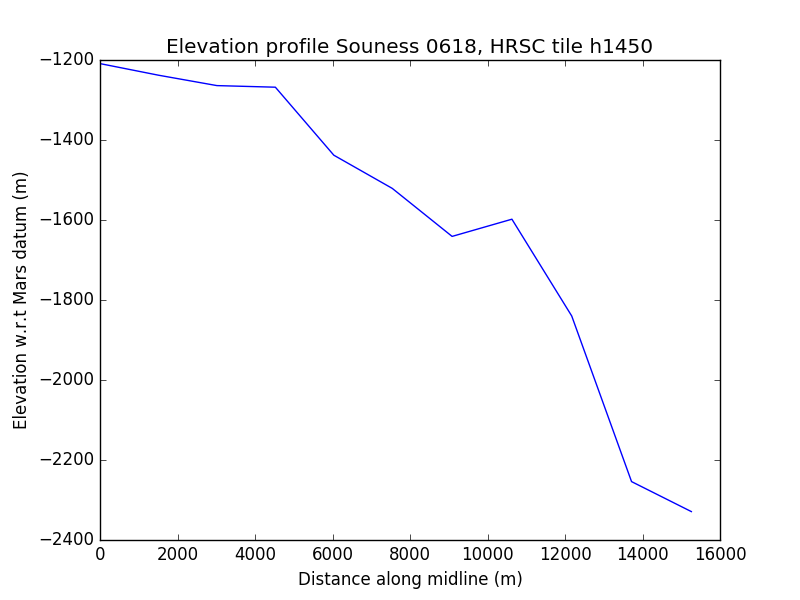 Elevation profile Souness 0618, HRSC tile h1450
−1200
−1400
−1600
−1800
−2000
−2200
−2400
Elevation w.r.t Mars datum (m)
0 2000 4000 6000 8000 10000 12000 14000 16000
Distance along midline (m)